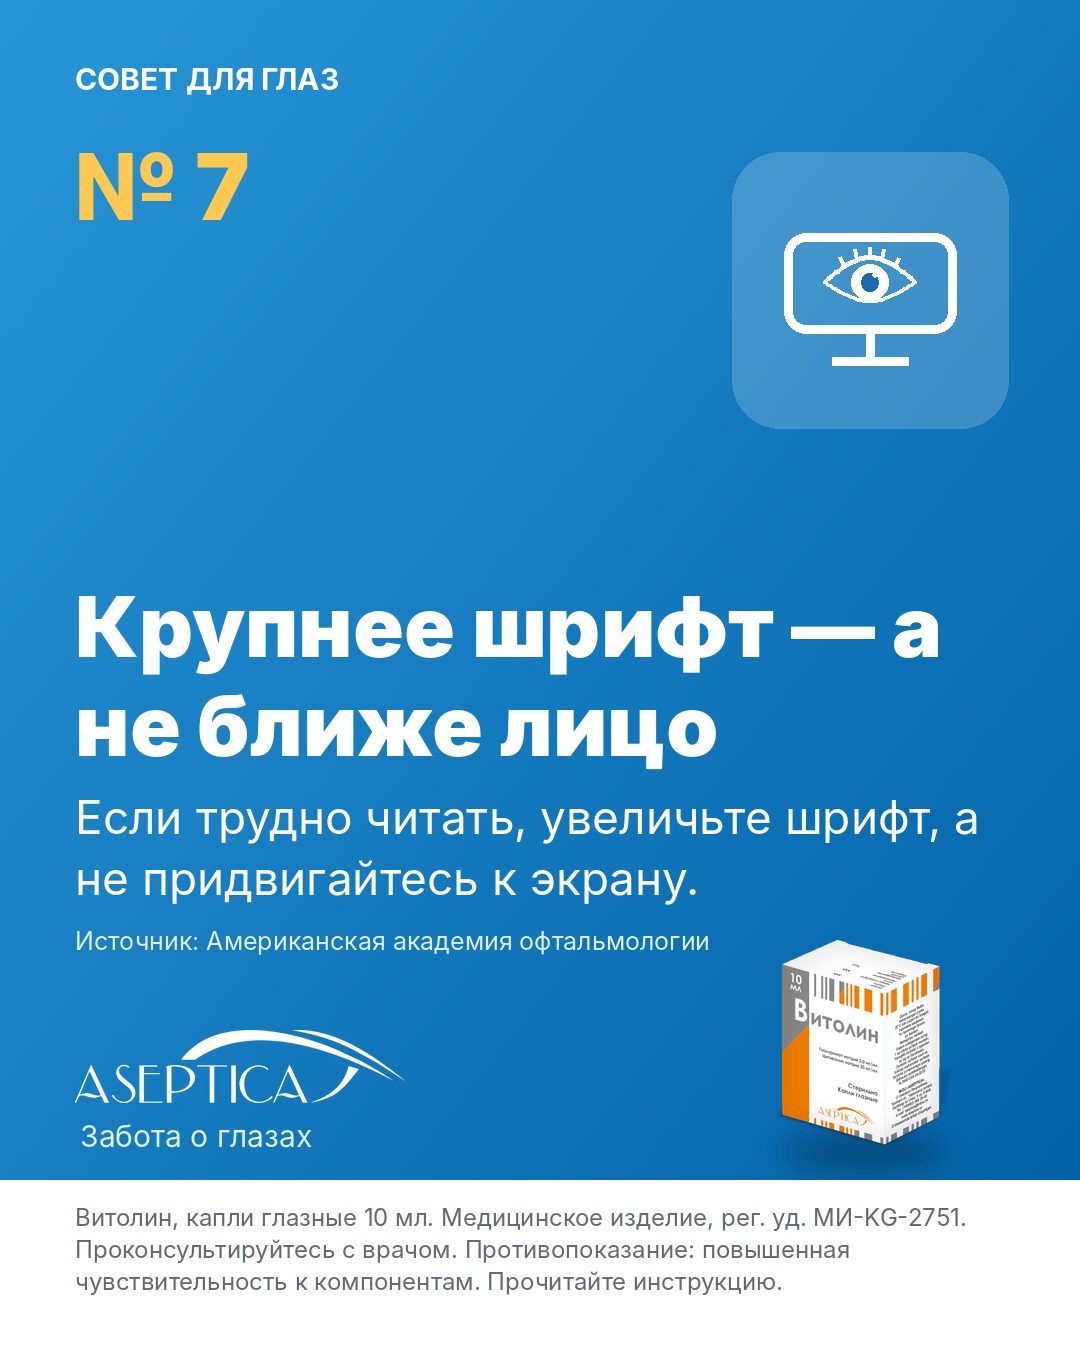 СОВЕТ ДЛЯ ГЛАЗ
№ 7
Крупнее шрифт — а
не ближе лицо
Если трудно читать, увеличьте шрифт, а
не придвигайтесь к экрану.
Источник: Американская академия офтальмологии
ASEPTICA
Забота о глазах
10
МЛ
Витолин
Стерильно
Капли глазные
ASEPTICA
Витолин, капли глазные 10 мл. Медицинское изделие, рег. уд. МИ-KG-2751.
Проконсультируйтесь с врачом. Противопоказание: повышенная
чувствительность к компонентам. Прочитайте инструкцию.